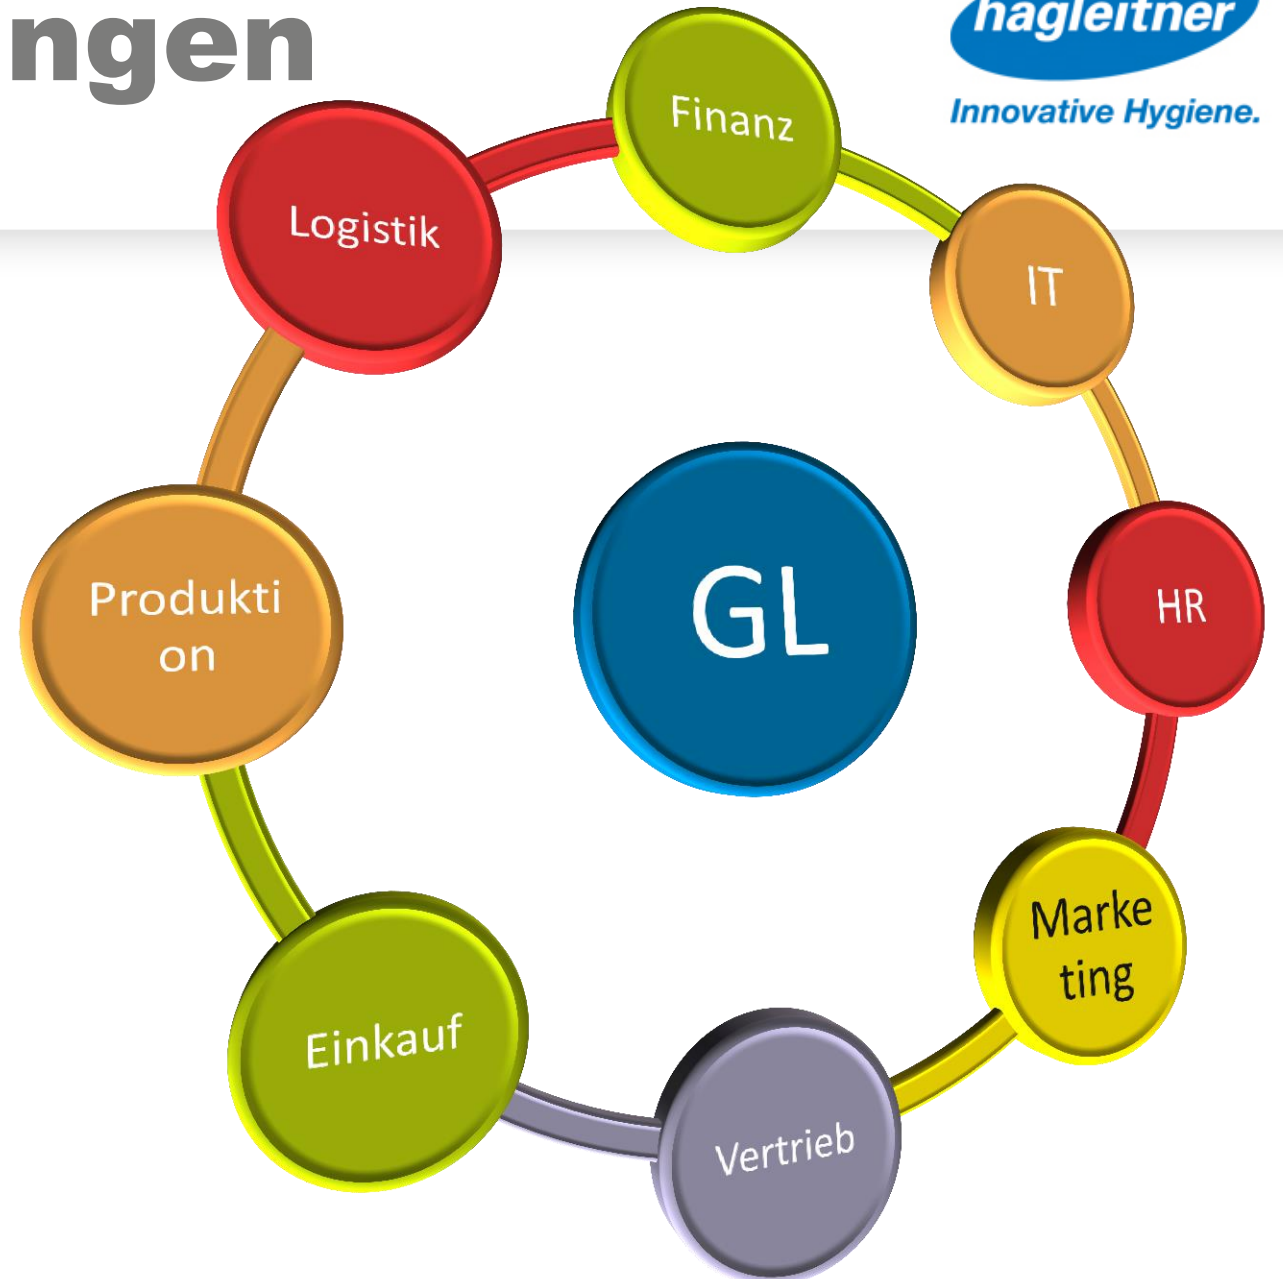 ngen
hagleitner
Innovative Hygiene.
Finanz
Logistik
IT
GL
HR
Produkti
on
Marke
ting
Einkauf
Vertrieb